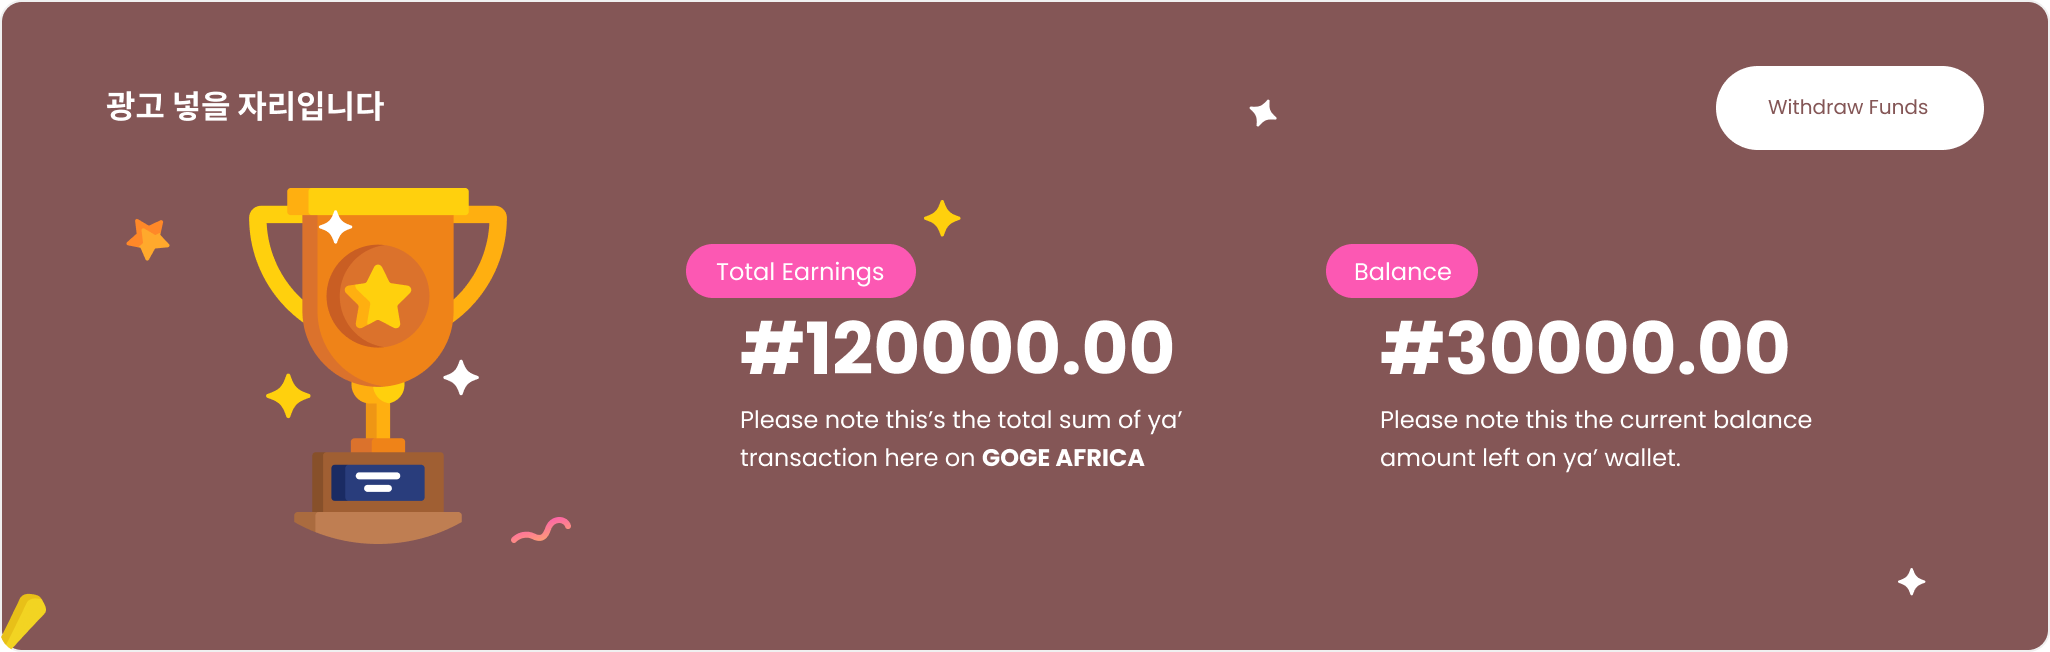 광고 넣을 자리입니다
Withdraw Funds
Total Earnings
#120000.00
Please note this’s the total sum of ya’
transaction here on GOGE AFRICA
Balance
#30000.00
Please note this the current balance
amount left on ya’ wallet.